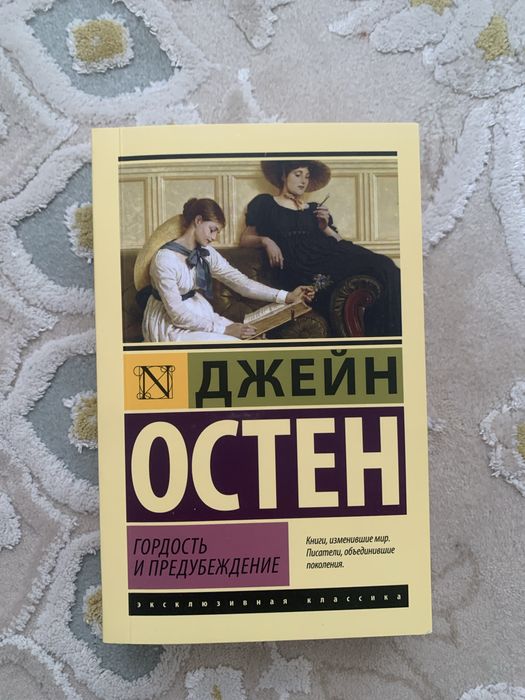 N
ДЖЕЙН
ОСТЕН
ГОРДОСТЬ
И ПРЕДУБЕЖДЕНИЕ
Книги, изменившие мир.
Писатели, объединившие
поколения.
эксклюзивная классика